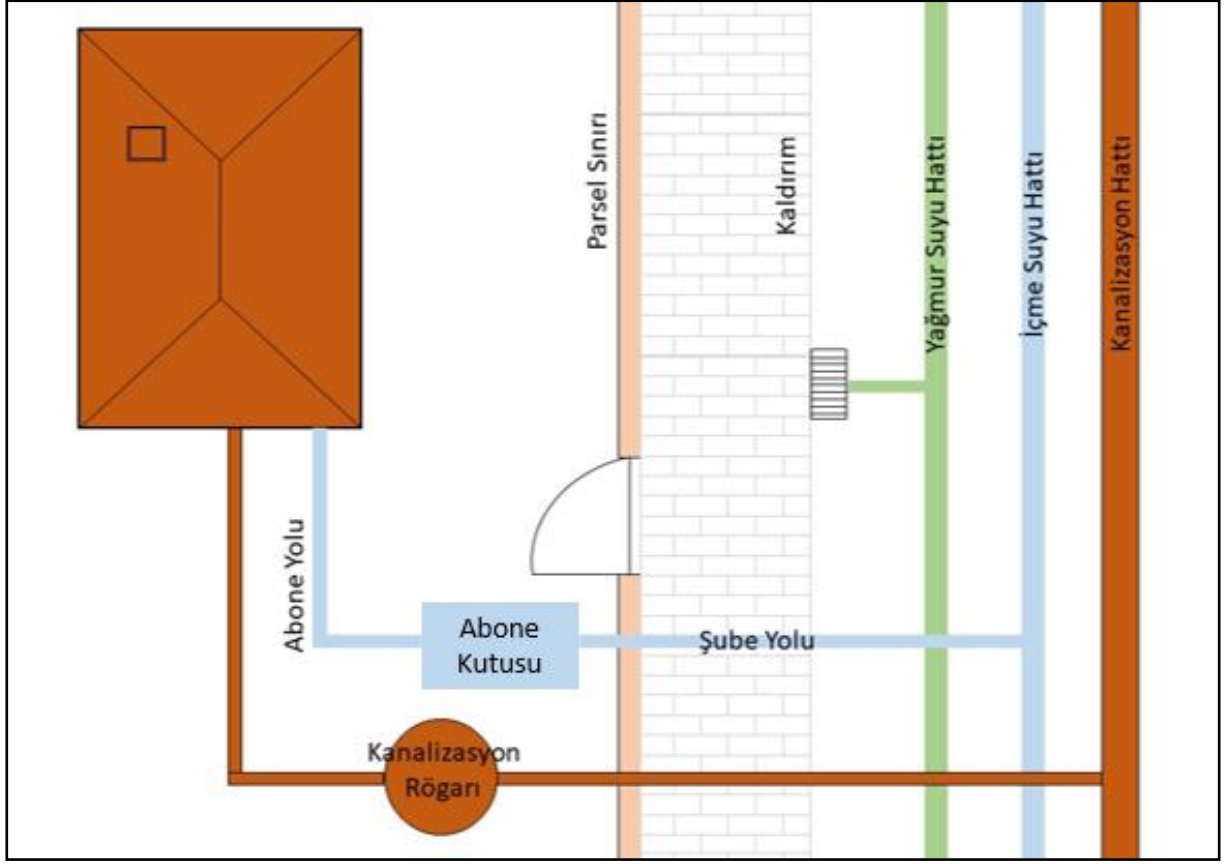 Parsel Sınırı
Kaldırım
Yağmur Suyu Hattı
İçme Suyu Hattı
Kanalizasyon Hattı
Abone Yolu
Abone
Kutusu
Şube Yolu
Kanalizasyon
Rögarı